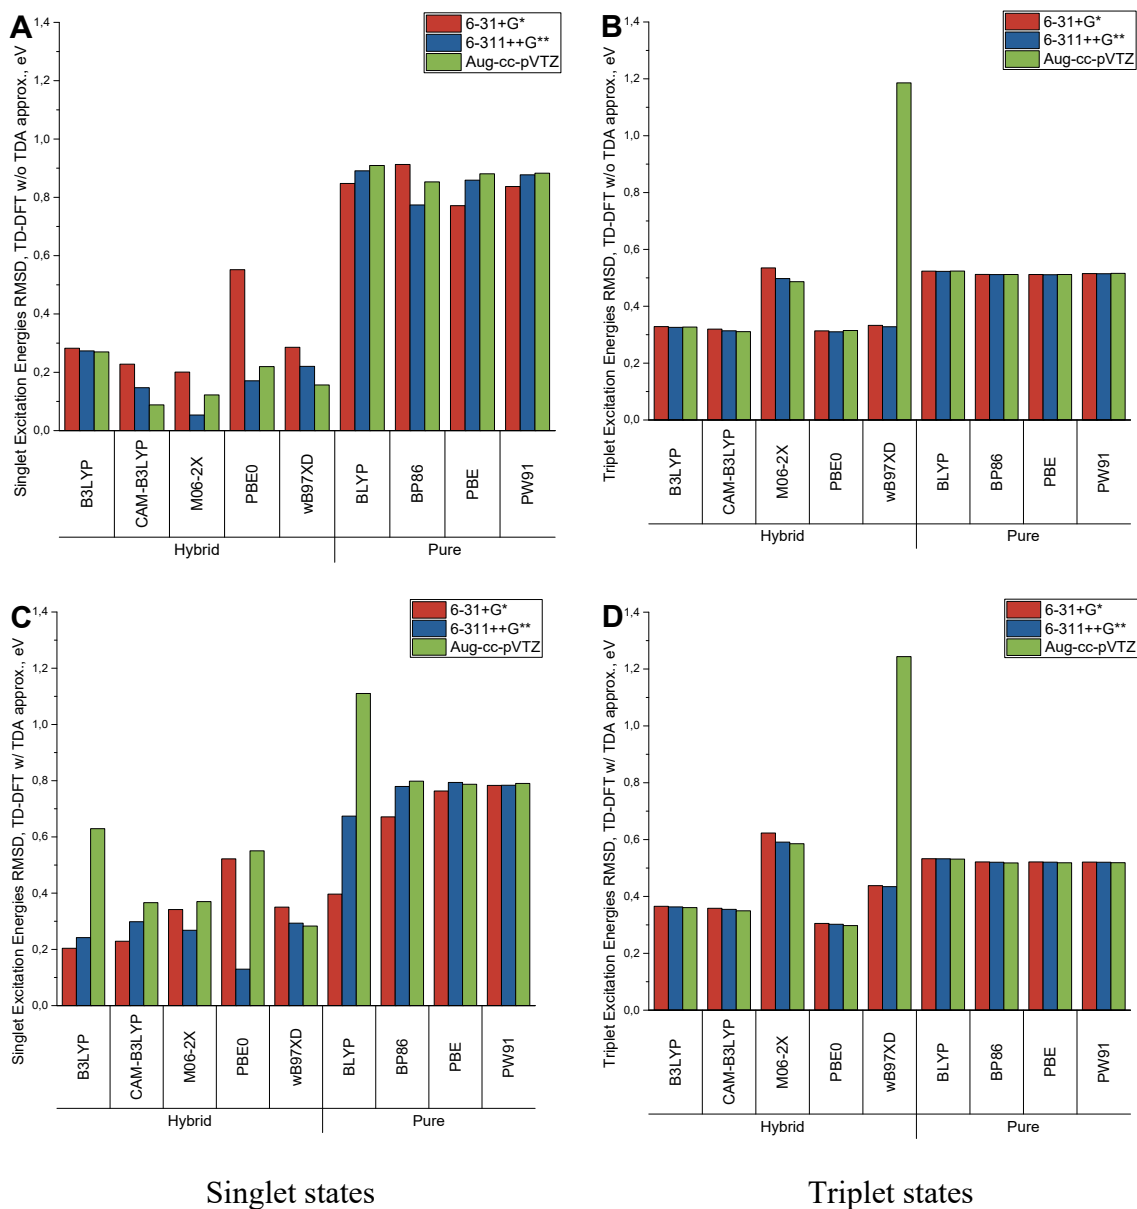 A
Singlet Excitation Energies RMSD, TD-DFT w/o TDA approx., eV
1,4
1,2
1,0
0,8
0,6
0,4
0,2
0,0
6-31+G*
6-311++G**
Aug-cc-pVTZ
B3LYP
CAM-B3LYP
M06-2X
PBE0
wB97XD
BLYP
BP86
PBE
PW91
Hybrid
Pure
B
Triplet Excitation Energies RMSD, TD-DFT w/o TDA approx., eV
1,4
1,2
1,0
0,8
0,6
0,4
0,2
0,0
6-31+G*
6-311++G**
Aug-cc-pVTZ
B3LYP
CAM-B3LYP
M06-2X
PBE0
wB97XD
BLYP
BP86
PBE
PW91
Hybrid
Pure
C
Singlet Excitation Energies RMSD, TD-DFT w/ TDA approx., eV
1,4
1,2
1,0
0,8
0,6
0,4
0,2
0,0
6-31+G*
6-311++G**
Aug-cc-pVTZ
B3LYP
CAM-B3LYP
M06-2X
PBE0
wB97XD
BLYP
BP86
PBE
PW91
Hybrid
Pure
D
Triplet Excitation Energies RMSD, TD-DFT w/ TDA approx., eV
1,4
1,2
1,0
0,8
0,6
0,4
0,2
0,0
6-31+G*
6-311++G**
Aug-cc-pVTZ
B3LYP
CAM-B3LYP
M06-2X
PBE0
wB97XD
BLYP
BP86
PBE
PW91
Hybrid
Pure
Singlet states
Triplet states